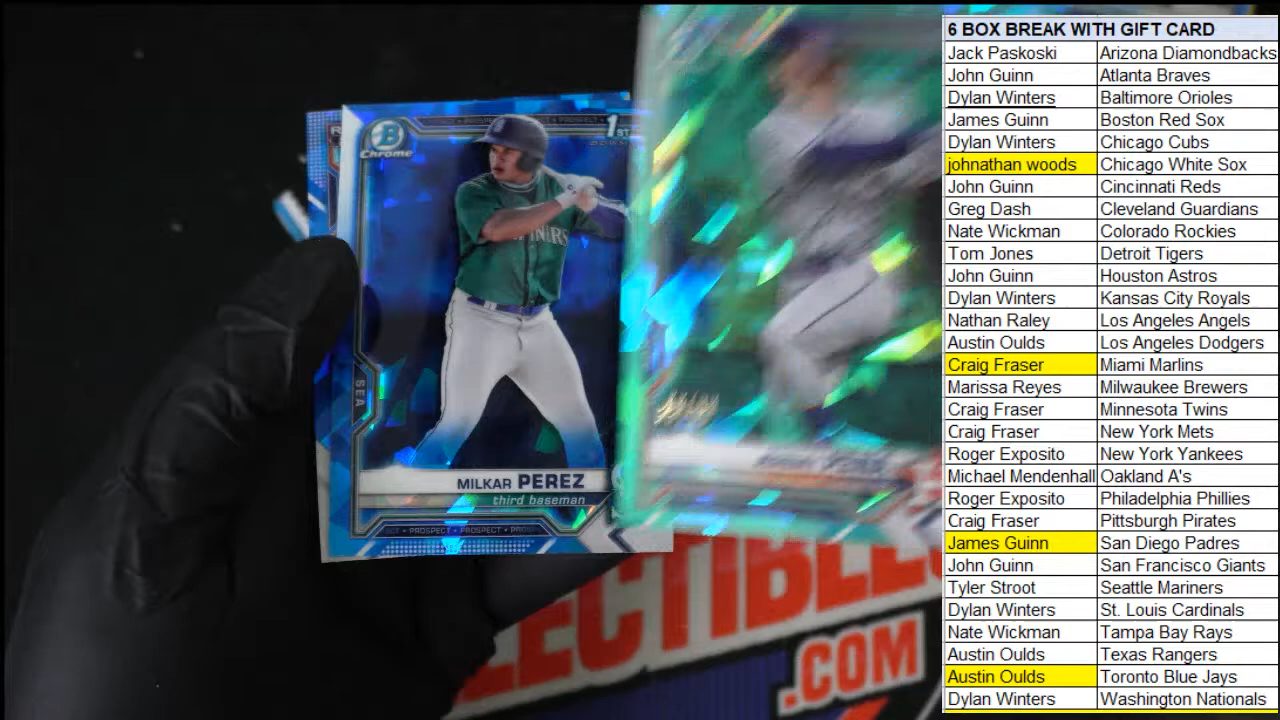 B
Chrome
1ST
SEA
MILKAR PEREZ
third baseman
PROSPECT • PROSPECT
LECTIBLES
.COM
6 BOX BREAK WITH GIFT CARD
Jack Paskoski Arizona Diamondbacks
John Guinn Atlanta Braves
Dylan Winters Baltimore Orioles
James Guinn Boston Red Sox
Dylan Winters Chicago Cubs
johnathan woods Chicago White Sox
John Guinn Cincinnati Reds
Greg Dash Cleveland Guardians
Nate Wickman Colorado Rockies
Tom Jones Detroit Tigers
John Guinn Houston Astros
Dylan Winters Kansas City Royals
Nathan Raley Los Angeles Angels
Austin Oulds Los Angeles Dodgers
Craig Fraser Miami Marlins
Marissa Reyes Milwaukee Brewers
Craig Fraser Minnesota Twins
Craig Fraser New York Mets
Roger Exposito New York Yankees
Michael Mendenhall Oakland A's
Roger Exposito Philadelphia Phillies
Craig Fraser Pittsburgh Pirates
James Guinn San Diego Padres
John Guinn San Francisco Giants
Tyler Stroot Seattle Mariners
Dylan Winters St. Louis Cardinals
Nate Wickman Tampa Bay Rays
Austin Oulds Texas Rangers
Austin Oulds Toronto Blue Jays
Dylan Winters Washington Nationals